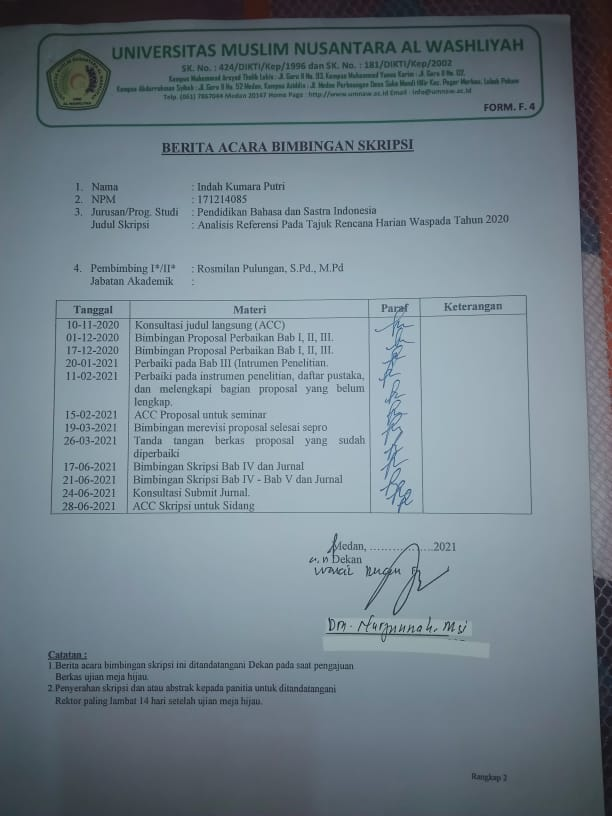 UNIVERSITAS MUSLIM NUSANTARA AL WASHLIYAH
SK. No. : 424/DIKTI/Kep/1996 dan SK. No. : 181/DIKTI/Kep/2002
Kampus Muhammad Arsyad Thalib Lubis : Jl. Garu II No. 93, Kampus Muhammad Yunus Karim : Jl. Garu II No. 02,
Kampus Abdurrahman Syihab : Jl. Garu II No. 52 Medan, Kampus Aziddin : Jl. Medan Perbaungan Desa Suka Mandi Hilir Kec. Pagar Merbau, Lubuk Pakam
Telp. (061) 7867044 Medan 20147 Home Page : http://www.umnaw.ac.id Email : info@umnaw.ac.id
FORM. F. 4
BERITA ACARA BIMBINGAN SKRIPSI
1. Nama : Indah Kumara Putri
2. NPM : 171214085
3. Jurusan/Prog. Studi : Pendidikan Bahasa dan Sastra Indonesia
Judul Skripsi : Analisis Referensi Pada Tajuk Rencana Harian Waspada Tahun 2020
4. Pembimbing I*/II* : Rosmilan Pulungan, S.Pd., M.Pd
Jabatan Akademik :
Tanggal Materi Paraf Keterangan
10-11-2020 Konsultasi judul langsung (ACC)
01-12-2020 Bimbingan Proposal Perbaikan Bab I, II, III.
17-12-2020 Bimbingan Proposal Perbaikan Bab I, II, III.
20-01-2021 Perbaiki pada Bab III (Intrumen Penelitian.
11-02-2021 Perbaiki pada instrumen penelitian, daftar pustaka,
dan melengkapi bagian proposal yang belum
lengkap.
15-02-2021 ACC Proposal untuk seminar
19-03-2021 Bimbingan merevisi proposal selesai sepro
26-03-2021 Tanda tangan berkas proposal yang sudah
diperbaiki
17-06-2021 Bimbingan Skripsi Bab IV dan Jurnal
21-06-2021 Bimbingan Skripsi Bab IV - Bab V dan Jurnal
24-06-2021 Konsultasi Submit Jurnal.
28-06-2021 ACC Skripsi untuk Sidang
Medan, ..................2021
a.n Dekan
Wakil
Catatan :
1.Berita acara bimbingan skripsi ini ditandatangani Dekan pada saat pengajuan
Berkas ujian meja hijau.
2.Penyerahan skripsi dan atau abstrak kepada panitia untuk ditandatangani
Rektor paling lambat 14 hari setelah ujian meja hijau.
Rangkap 2